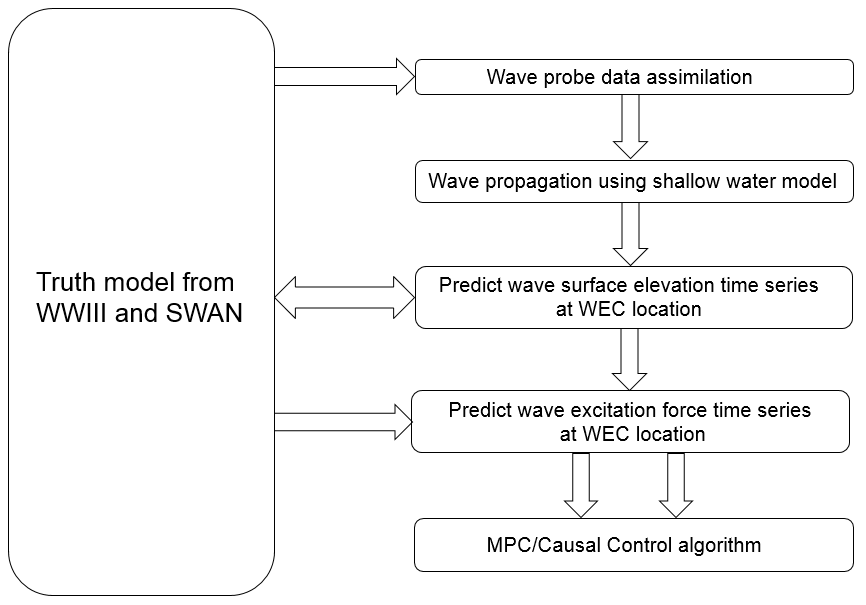 Truth model from
WWIII and SWAN
Wave probe data assimilation
Wave propagation using shallow water model
Predict wave surface elevation time series
at WEC location
Predict wave excitation force time series
at WEC location
MPC/Causal Control algorithm